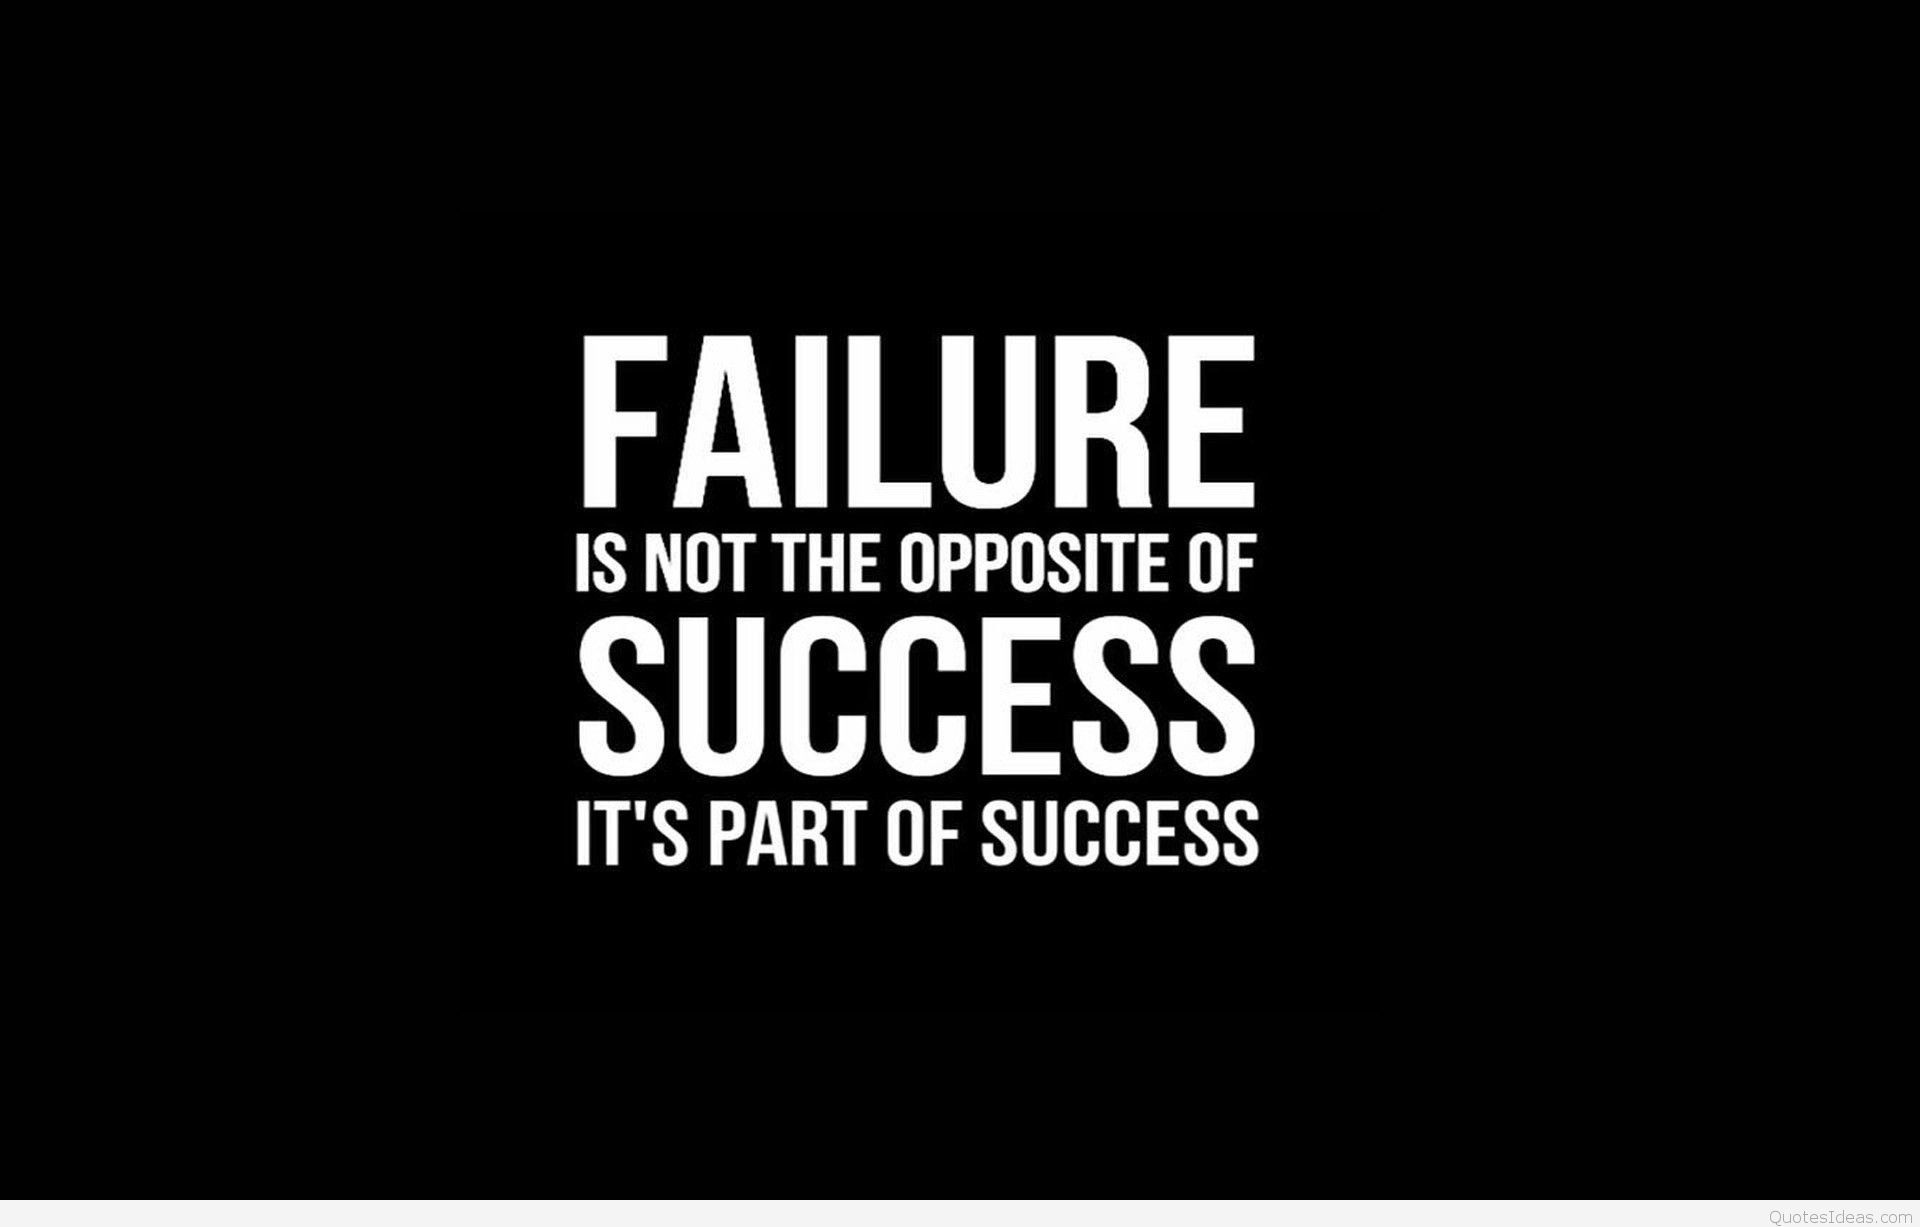 FAILURE
IS NOT THE OPPOSITE OF
SUCCESS
IT'S PART OF SUCCESS
QuotesIdeas.com